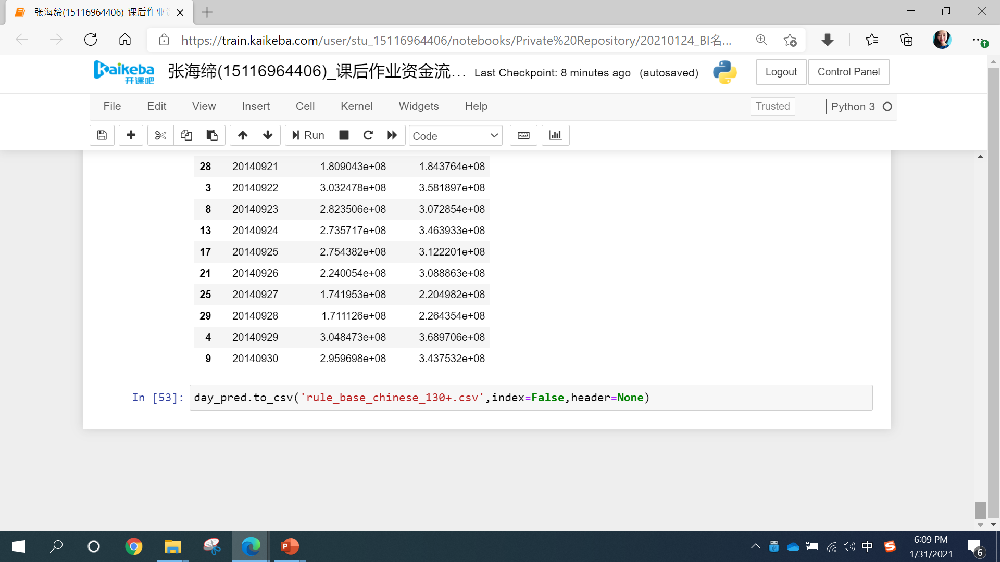 张海缔(15116964406)_课后作业
https://train.kaikeba.com/user/stu_15116964406/notebooks/Private%20Repository/20210124_BI名...
Kaikeba
开课吧
张海缔(15116964406)_课后作业资金流... Last Checkpoint: 8 minutes ago (autosaved)
Logout Control Panel
File Edit View Insert Cell Kernel Widgets Help
Trusted Python 3
Run Code
28 20140921 1.809043e+08 1.843764e+08
3 20140922 3.032478e+08 3.581897e+08
8 20140923 2.823506e+08 3.072854e+08
13 20140924 2.735717e+08 3.463933e+08
17 20140925 2.754382e+08 3.122201e+08
21 20140926 2.240054e+08 3.088863e+08
25 20140927 1.741953e+08 2.204982e+08
29 20140928 1.711126e+08 2.264354e+08
4 20140929 3.048473e+08 3.689706e+08
9 20140930 2.959698e+08 3.437532e+08
In [53]: day_pred.to_csv('rule_base_chinese_130+.csv',index=False,header=None)
中
6:09 PM
1/31/2021
6